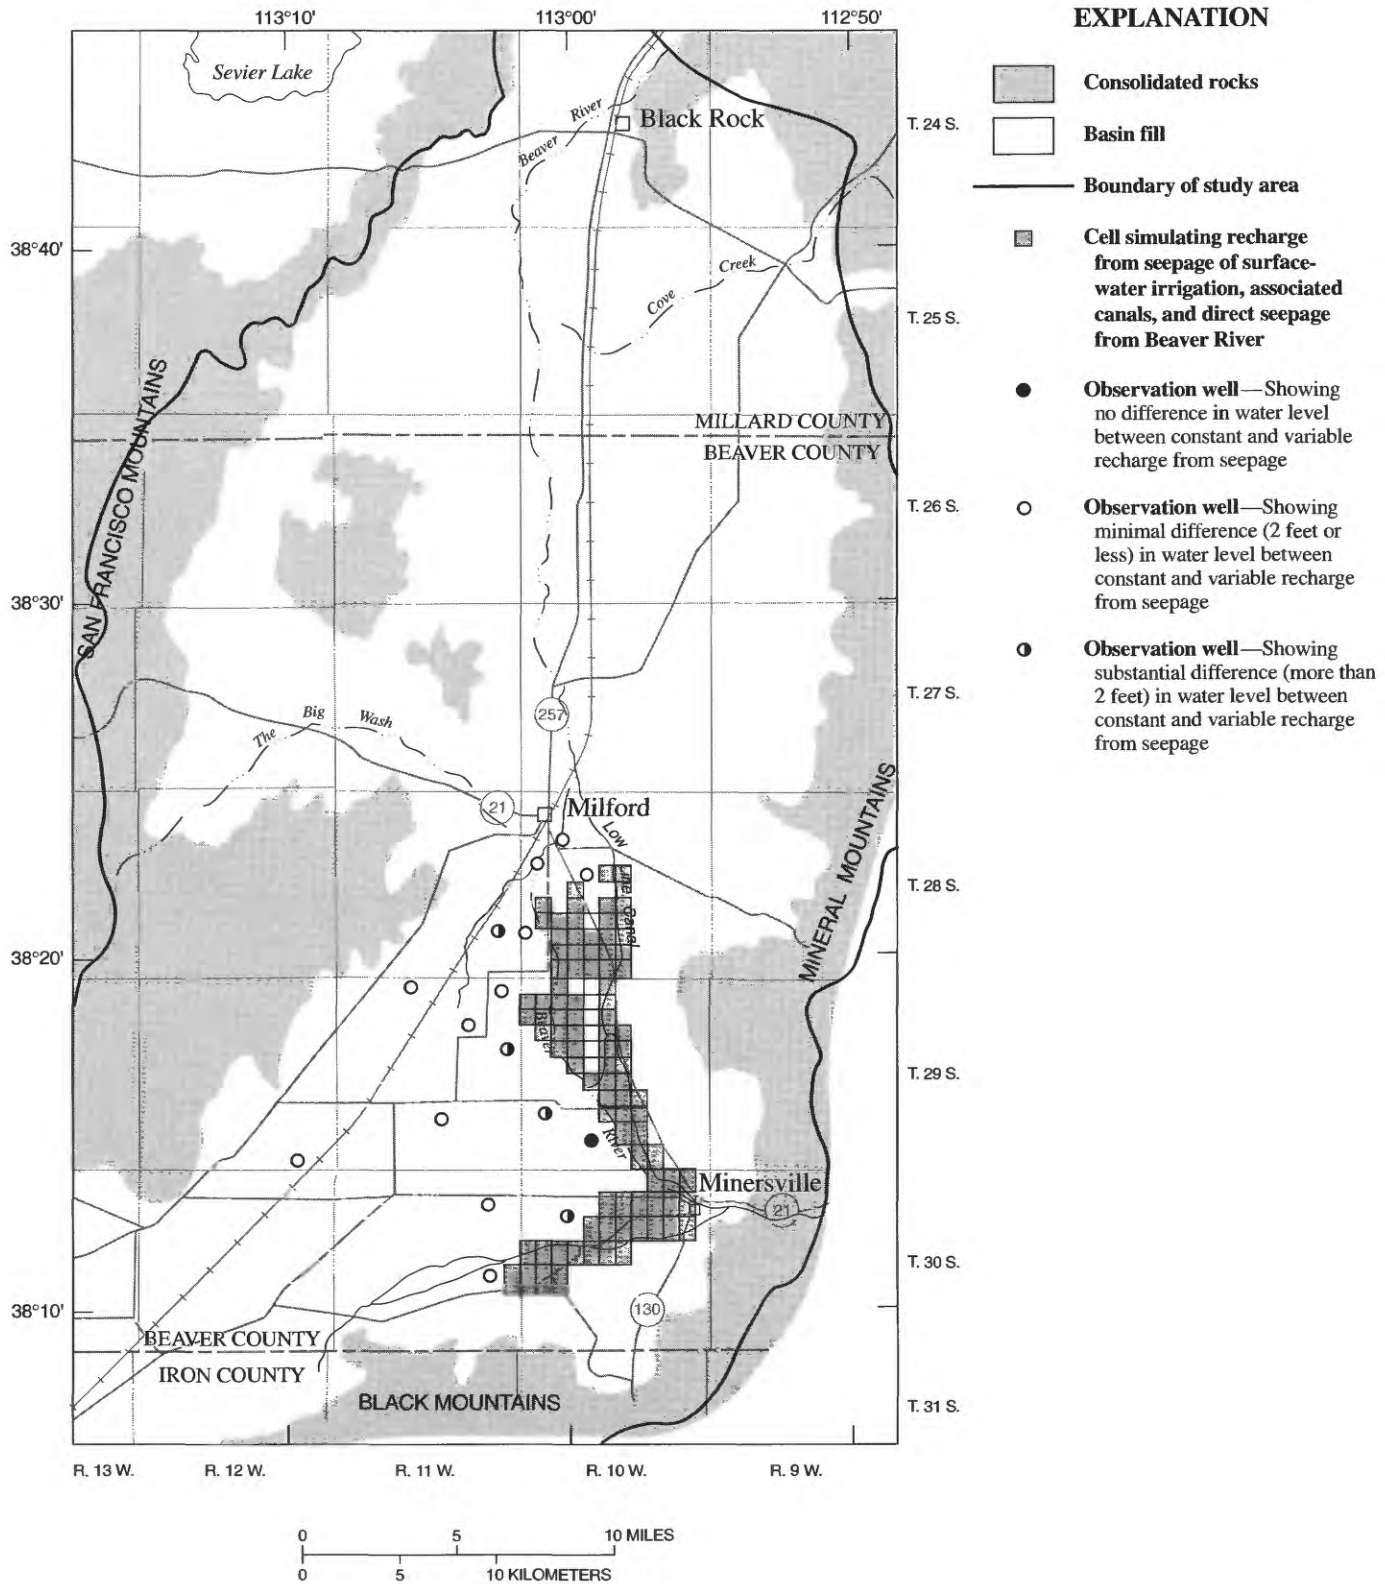 113°10'
113°00'
112°50'
EXPLANATION
Sevier Lake
Consolidated rocks
Basin fill
Boundary of study area
Cell simulating recharge
from seepage of surface-
water irrigation, associated
canals, and direct seepage
from Beaver River
Observation well—Showing
no difference in water level
between constant and variable
recharge from seepage
Observation well—Showing
minimal difference (2 feet or
less) in water level between
constant and variable recharge
from seepage
Observation well—Showing
substantial difference (more than
2 feet) in water level between
constant and variable recharge
from seepage
Beaver River
Black Rock
T. 24 S.
38°40'
Cove Creek
T. 25 S.
SAN FRANCISCO MOUNTAINS
MILLARD COUNTY
BEAVER COUNTY
T. 26 S.
38°30'
T. 27 S.
The Big Wash
257
21
Milford
Low Line Canal
MINERAL MOUNTAINS
T. 28 S.
38°20'
Beaver River
T. 29 S.
Minersville
21
T. 30 S.
38°10'
130
BEAVER COUNTY
IRON COUNTY
BLACK MOUNTAINS
T. 31 S.
R. 13 W.
R. 12 W.
R. 11 W.
R. 10 W.
R. 9 W.
0 5 10 MILES
0 5 10 KILOMETERS